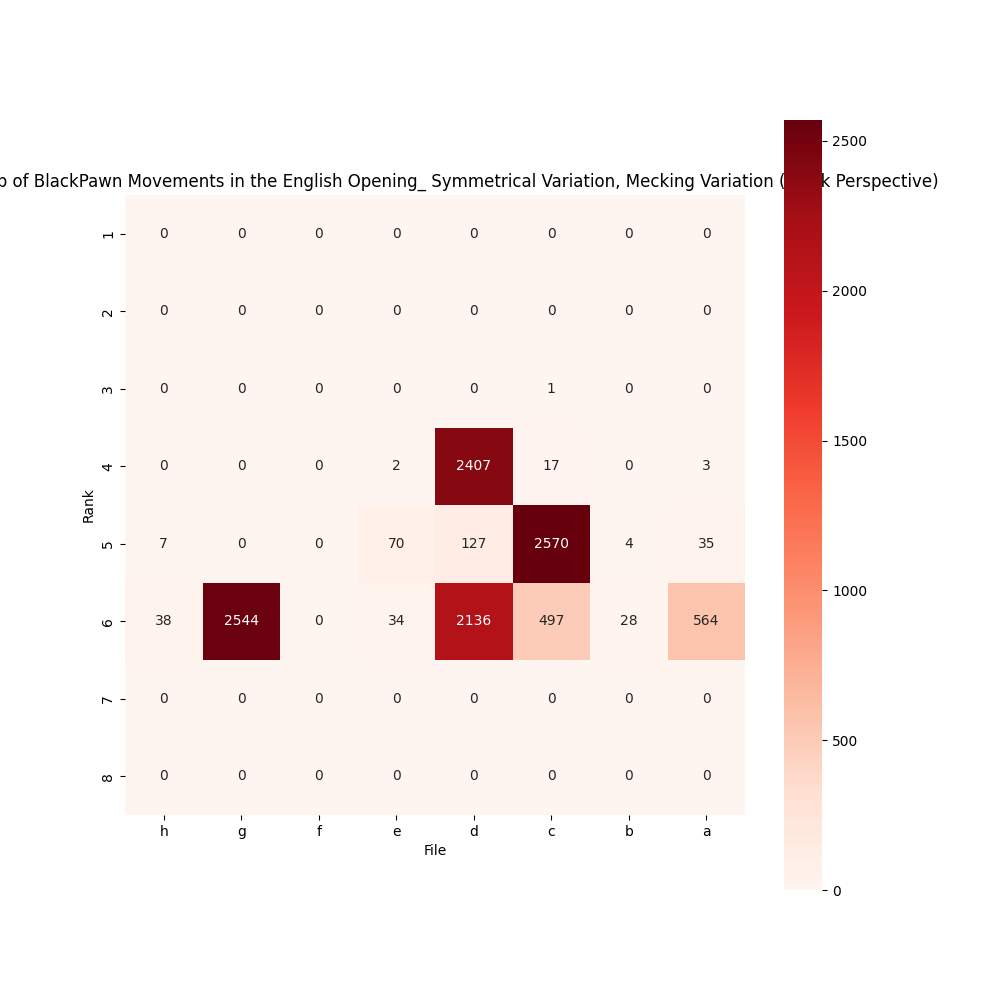 of BlackPawn Movements in the English Opening_ Symmetrical Variation, Mecking Variation ( Perspective)
1 0 0 0 0 0 0 0 0
2 0 0 0 0 0 0 0 0
3 0 0 0 0 0 1 0 0
4 0 0 0 2 2407 17 0 3
5 7 0 0 70 127 2570 4 35
6 38 2544 0 34 2136 497 28 564
7 0 0 0 0 0 0 0 0
8 0 0 0 0 0 0 0 0
h g f e d c b a
File
Rank
2500
2000
1500
1000
500
0